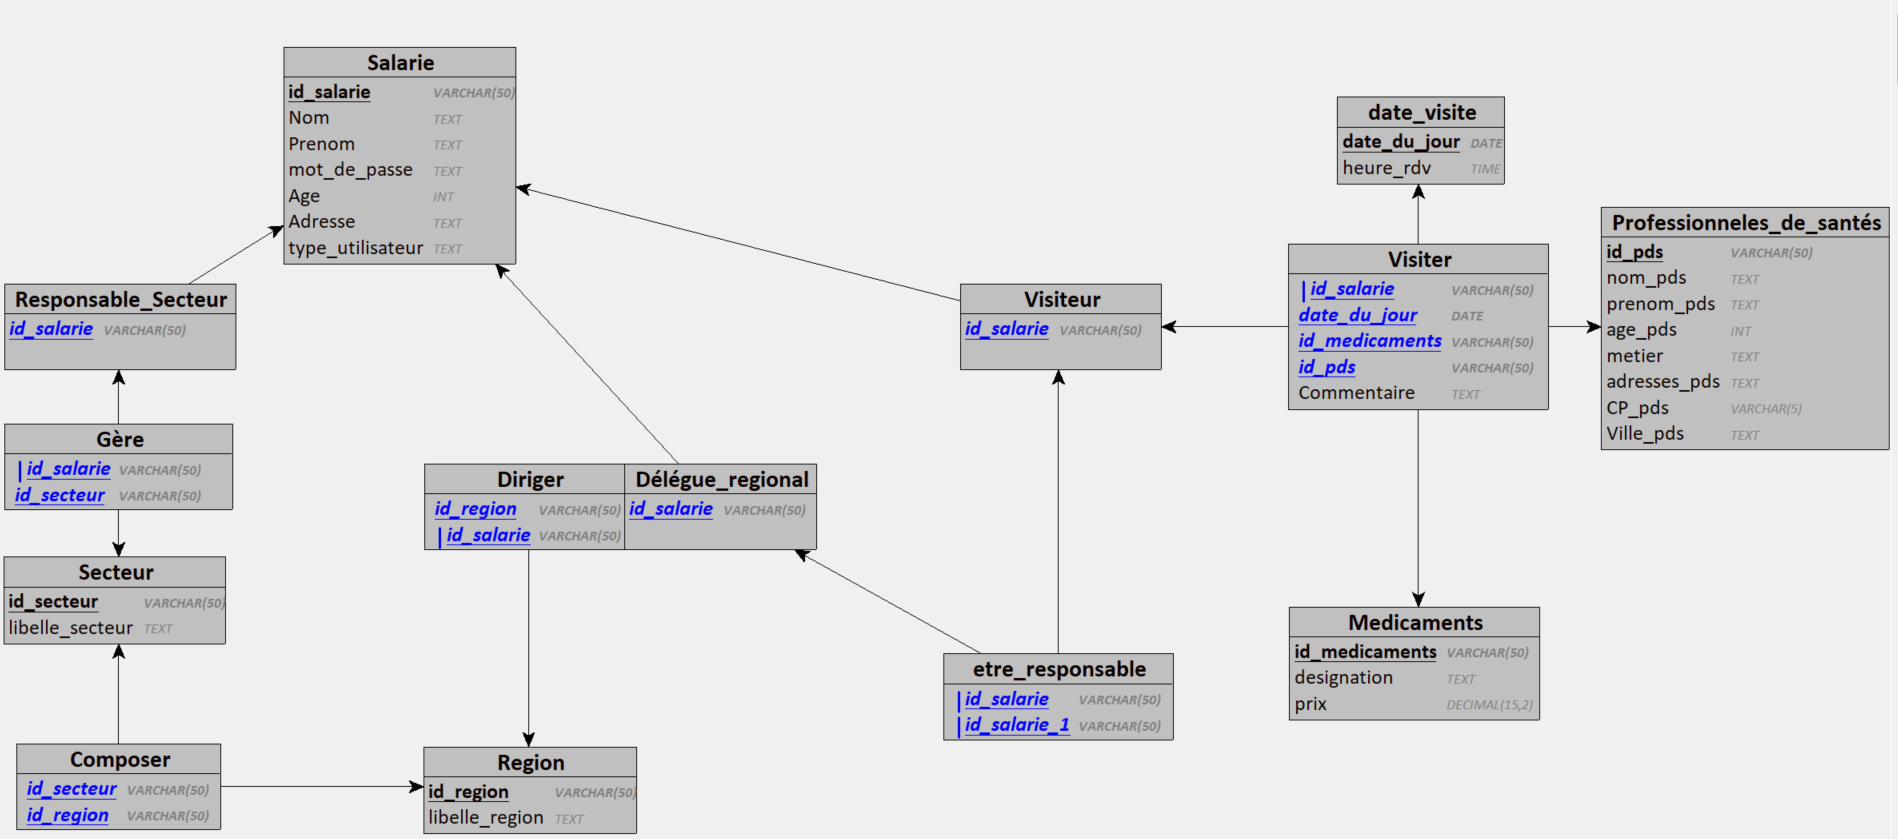 Salarie
id_salarie VARCHAR(50)
Nom TEXT
Prenom TEXT
mot_de_passe TEXT
Age INT
Adresse TEXT
type_utilisateur TEXT
date_visite
date_du_jour DATE
heure_rdv TIME
Professionneles_de_santés
id_pds VARCHAR(50)
nom_pds TEXT
prenom_pds TEXT
age_pds INT
metier TEXT
adresses_pds TEXT
CP_pds VARCHAR(5)
Ville_pds TEXT
Visiter
id_salarie VARCHAR(50)
date_du_jour DATE
id_medicaments VARCHAR(50)
id_pds VARCHAR(50)
Commentaire TEXT
Responsable_Secteur
id_salarie VARCHAR(50)
Visiteur
id_salarie VARCHAR(50)
Gère
id_salarie VARCHAR(50)
id_secteur VARCHAR(50)
Diriger
id_region VARCHAR(50)
id_salarie VARCHAR(50)
Délégue_regional
id_salarie VARCHAR(50)
Secteur
id_secteur VARCHAR(50)
libelle_secteur TEXT
Medicaments
id_medicaments VARCHAR(50)
designation TEXT
prix DECIMAL(15,2)
etre_responsable
id_salarie VARCHAR(50)
id_salarie_1 VARCHAR(50)
Composer
id_secteur VARCHAR(50)
id_region VARCHAR(50)
Region
id_region VARCHAR(50)
libelle_region TEXT